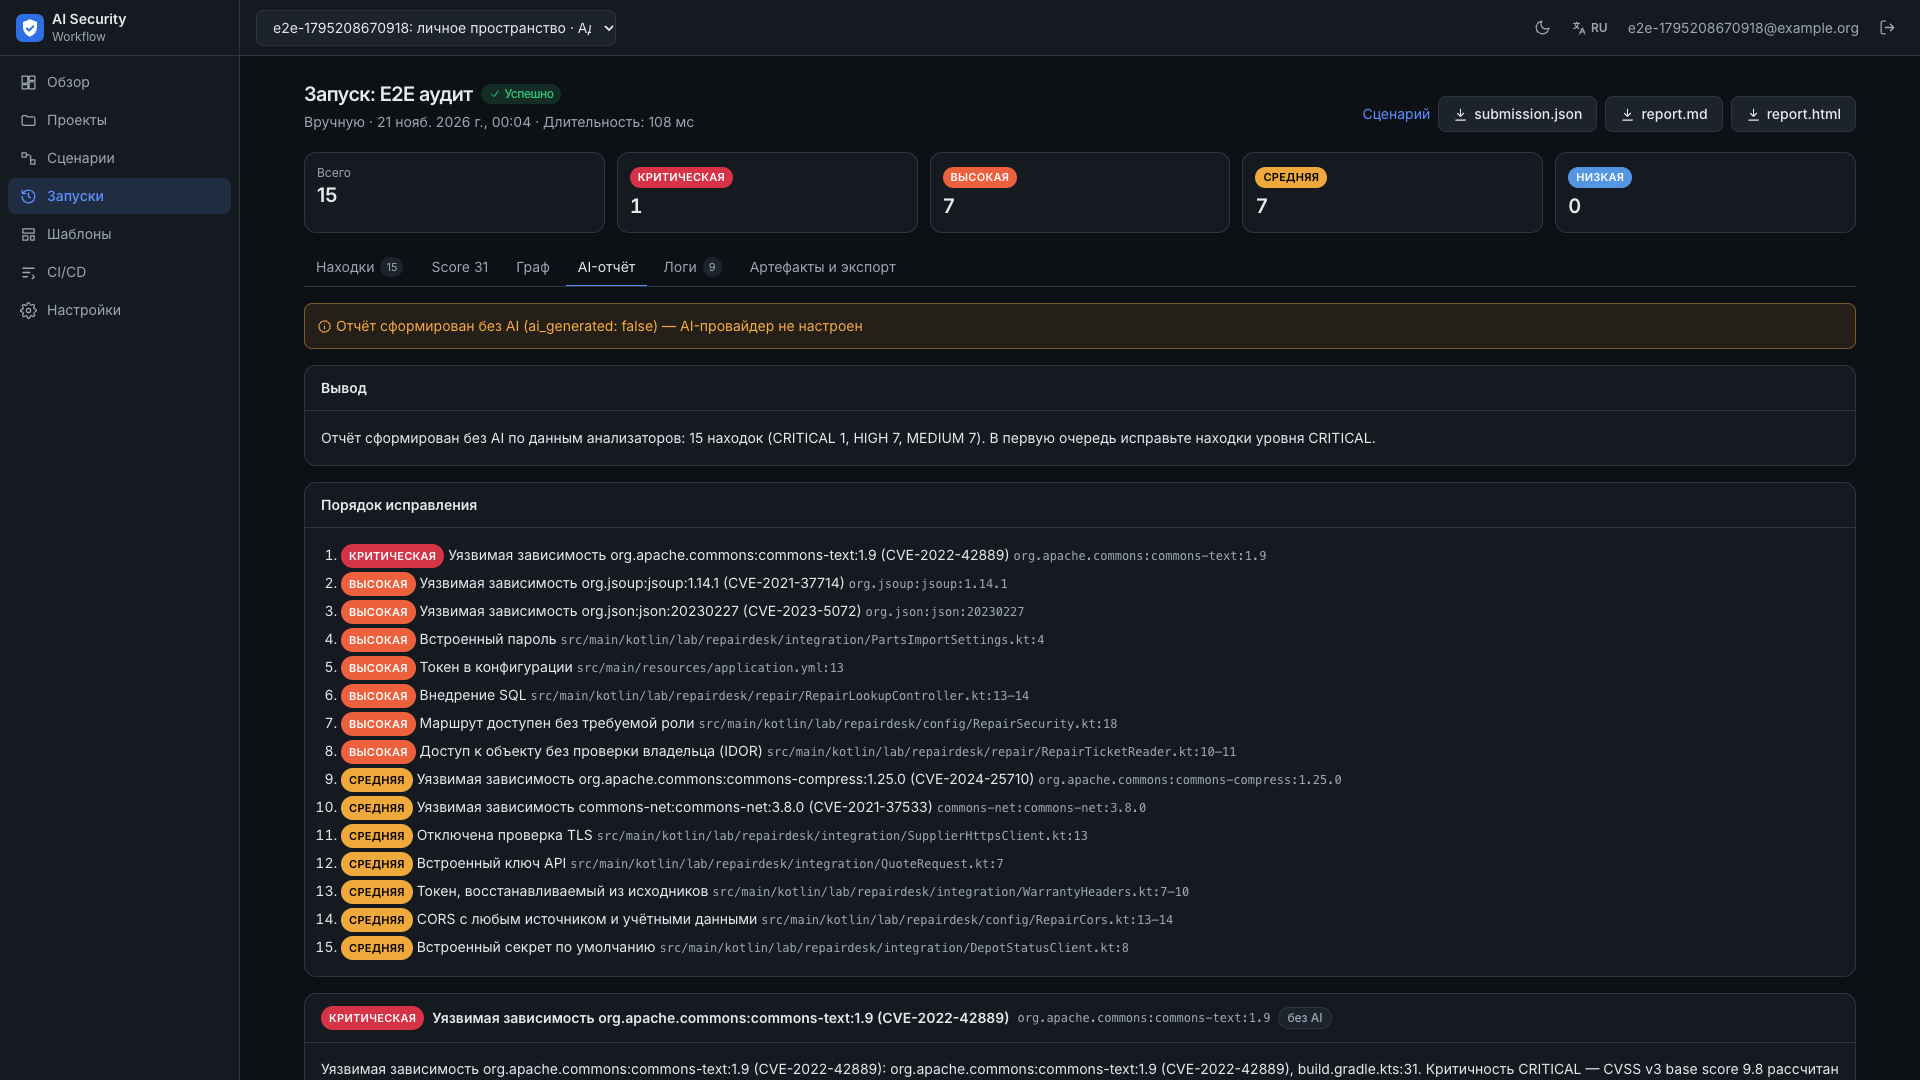 AI Security
Workflow
e2e-1795208670918: личное пространство
RU
e2e-1795208670918@example.org
Обзор
Проекты
Сценарии
Запуски
Шаблоны
CI/CD
Настройки
Запуск: E2E аудит
Успешно
Вручную · 21 нояб. 2026 г., 00:04 · Длительность: 108 мс
Сценарий
submission.json
report.md
report.html
Всего
15
КРИТИЧЕСКАЯ
1
ВЫСОКАЯ
7
СРЕДНЯЯ
7
НИЗКАЯ
0
Находки 15
Score 31
Граф
AI-отчёт
Логи 9
Артефакты и экспорт
Отчёт сформирован без AI (ai_generated: false) — AI-провайдер не настроен
Вывод
Отчёт сформирован без AI по данным анализаторов: 15 находок (CRITICAL 1, HIGH 7, MEDIUM 7). В первую очередь исправьте находки уровня CRITICAL.
Порядок исправления
1. КРИТИЧЕСКАЯ Уязвимая зависимость org.apache.commons:commons-text:1.9 (CVE-2022-42889) org.apache.commons:commons-text:1.9
2. ВЫСОКАЯ Уязвимая зависимость org.jsoup:jsoup:1.14.1 (CVE-2021-37714) org.jsoup:jsoup:1.14.1
3. ВЫСОКАЯ Уязвимая зависимость org.json:json:20230227 (CVE-2023-5072) org.json:json:20230227
4. ВЫСОКАЯ Встроенный пароль src/main/kotlin/lab/repairdesk/integration/PartsImportSettings.kt:4
5. ВЫСОКАЯ Токен в конфигурации src/main/resources/application.yml:13
6. ВЫСОКАЯ Внедрение SQL src/main/kotlin/lab/repairdesk/repair/RepairLookupController.kt:13–14
7. ВЫСОКАЯ Маршрут доступен без требуемой роли src/main/kotlin/lab/repairdesk/config/RepairSecurity.kt:18
8. ВЫСОКАЯ Доступ к объекту без проверки владельца (IDOR) src/main/kotlin/lab/repairdesk/repair/RepairTicketReader.kt:10–11
9. СРЕДНЯЯ Уязвимая зависимость org.apache.commons:commons-compress:1.25.0 (CVE-2024-25710) org.apache.commons:commons-compress:1.25.0
10. СРЕДНЯЯ Уязвимая зависимость commons-net:commons-net:3.8.0 (CVE-2021-37533) commons-net:commons-net:3.8.0
11. СРЕДНЯЯ Отключена проверка TLS src/main/kotlin/lab/repairdesk/integration/SupplierHttpsClient.kt:13
12. СРЕДНЯЯ Встроенный ключ API src/main/kotlin/lab/repairdesk/integration/QuoteRequest.kt:7
13. СРЕДНЯЯ Токен, восстанавливаемый из исходников src/main/kotlin/lab/repairdesk/integration/WarrantyHeaders.kt:7–10
14. СРЕДНЯЯ CORS с любым источником и учётными данными src/main/kotlin/lab/repairdesk/config/RepairCors.kt:13–14
15. СРЕДНЯЯ Встроенный секрет по умолчанию src/main/kotlin/lab/repairdesk/integration/DepotStatusClient.kt:8
КРИТИЧЕСКАЯ Уязвимая зависимость org.apache.commons:commons-text:1.9 (CVE-2022-42889) org.apache.commons:commons-text:1.9 без AI
Уязвимая зависимость org.apache.commons:commons-text:1.9 (CVE-2022-42889): org.apache.commons:commons-text:1.9 (CVE-2022-42889), build.gradle.kts:31. Критичность CRITICAL — CVSS v3 base score 9.8 рассчитан